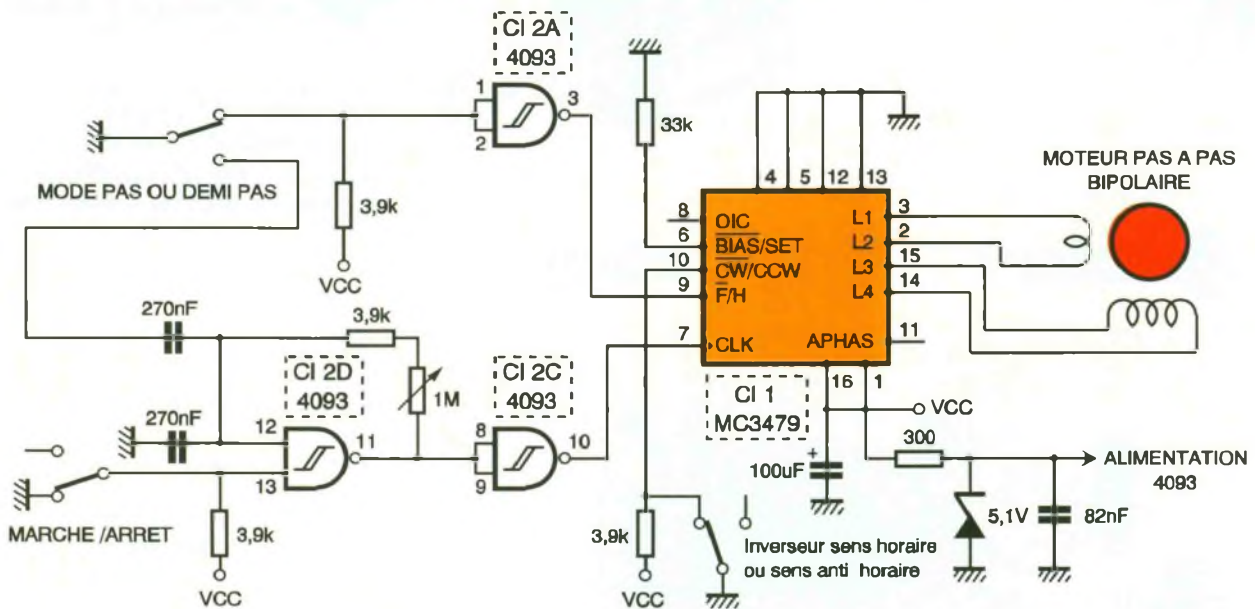 CI 2A
4093
1
2
3
MODE PAS OU DEMI PAS
3,9k
VCC
33k
4
5
12
13
MOTEUR PAS A PAS
BIPOLAIRE
8
OIC
6
BIAS/SET
10
CW/CCW
9
F/H
7
CLK
L1
3
L2
2
L3
15
L4
14
APHAS
11
16
1
CI 1
MC3479
VCC
270nF
3,9k
1M
CI 2D
4093
270nF
12
13
11
CI 2C
4093
8
9
10
MARCHE /ARRET
3,9k
VCC
+
100uF
300
ALIMENTATION
4093
5,1V
82nF
3,9k
VCC
Inverseur sens horaire
ou sens anti horaire